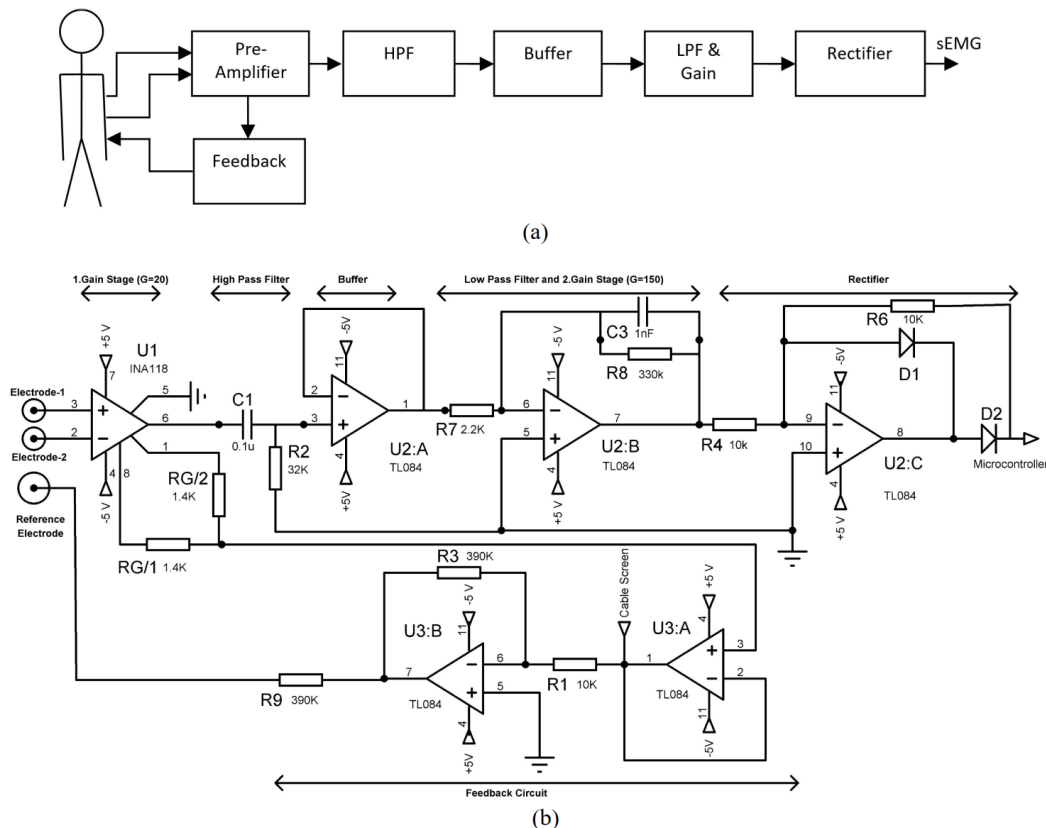 Pre-
Amplifier
HPF
Buffer
LPF &
Gain
Rectifier
sEMG
Feedback
(a)
1.Gain Stage (G=20)
High Pass Filter
Buffer
Low Pass Filter and 2.Gain Stage (G=150)
Rectifier
+5 V
7
U1
INA118
5
Electrode-1
3
+
6
Electrode-2
2
−
1
4
8
-5 V
Reference
Electrode
RG/2
1.4K
RG/1
1.4K
C1
0.1u
R2
32K
-5V
11
2
−
3
+
1
4
+5V
U2:A
TL084
R7
2.2K
C3
1nF
R8
330k
-5V
11
6
−
5
+
7
4
+5 V
U2:B
TL084
R4
10k
R6
10K
D1
-5V
11
9
−
10
+
8
4
+5 V
U2:C
TL084
D2
Microcontroller
R3
390K
-5 V
11
U3:B
6
−
5
+
7
TL084
4
+5V
R9
390K
R1
10K
Cable Screen
U3:A
+5 V
4
3
+
2
−
1
TL084
11
-5V
Feedback Circuit
(b)